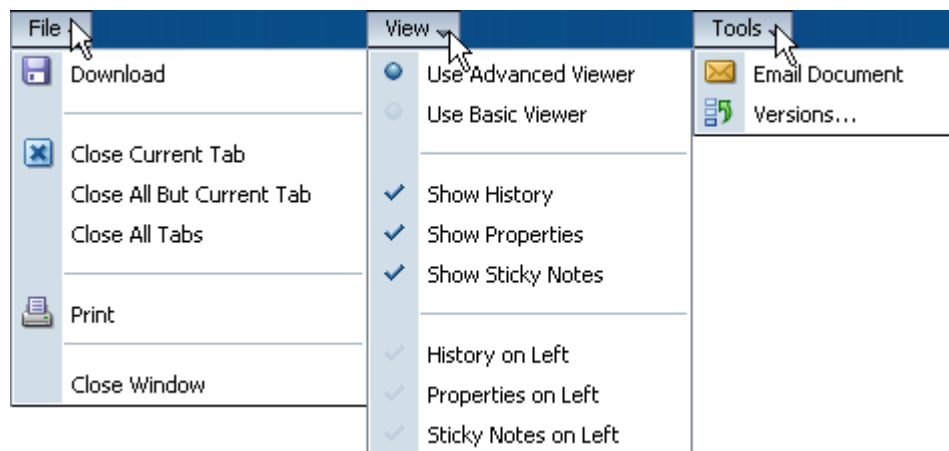 File
Download
Close Current Tab
Close All But Current Tab
Close All Tabs
Print
Close Window
View
Use Advanced Viewer
Use Basic Viewer
Show History
Show Properties
Show Sticky Notes
History on Left
Properties on Left
Sticky Notes on Left
Tools
Email Document
Versions...